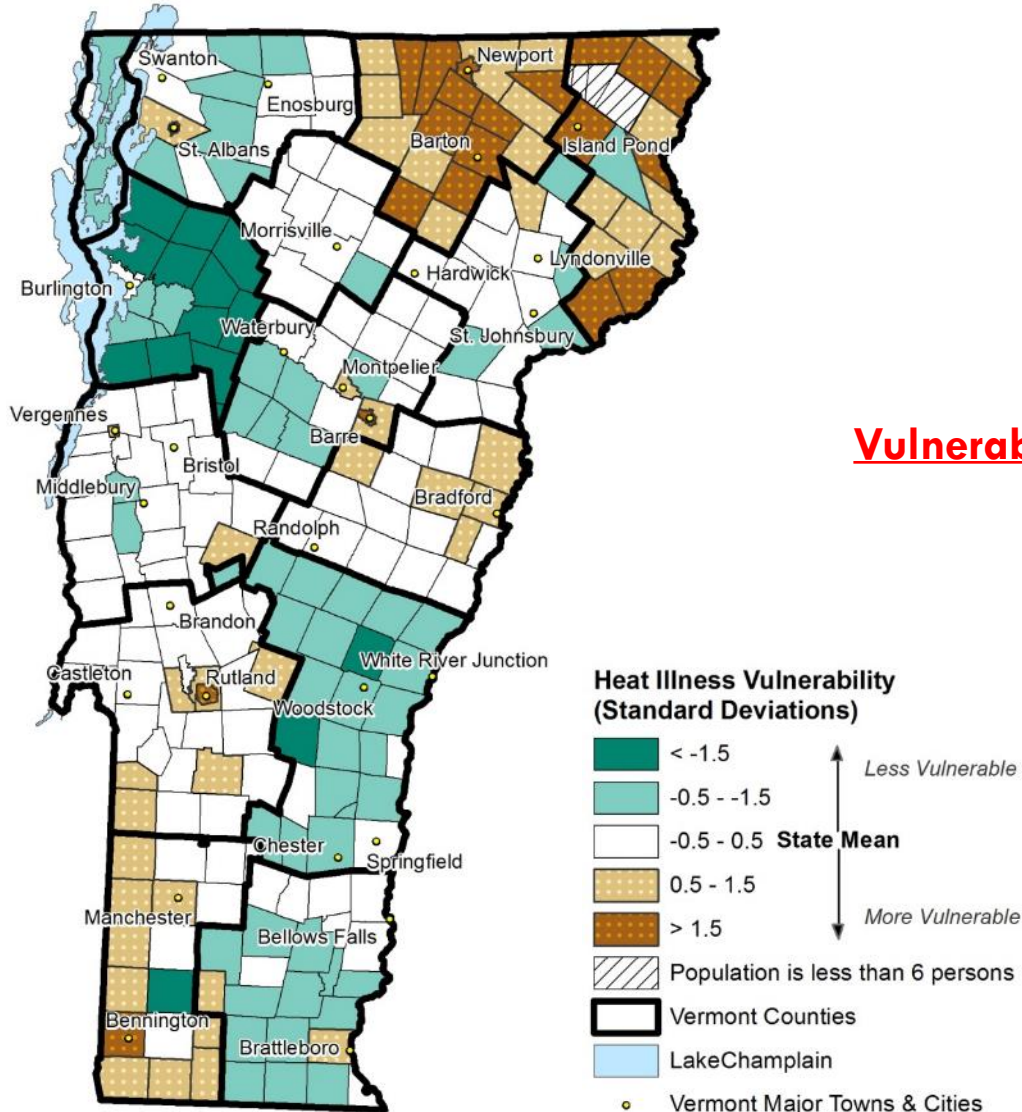 Swanton
Newport
Enosburg
St. Albans
Barton
Island Pond
Morrisville
Hardwick
Lyndonville
Burlington
Waterbury
St. Johnsbury
Montpelier
Vergennes
Barre
Bristol
Middlebury
Bradford
Randolph
Brandon
White River Junction
Castleton
Rutland
Woodstock
Chester
Springfield
Manchester
Bellows Falls
Bennington
Brattleboro
Vulnerab
Heat Illness Vulnerability
(Standard Deviations)
< -1.5
Less Vulnerable
-0.5 - -1.5
-0.5 - 0.5 State Mean
0.5 - 1.5
> 1.5
More Vulnerable
Population is less than 6 persons
Vermont Counties
LakeChamplain
Vermont Major Towns & Cities